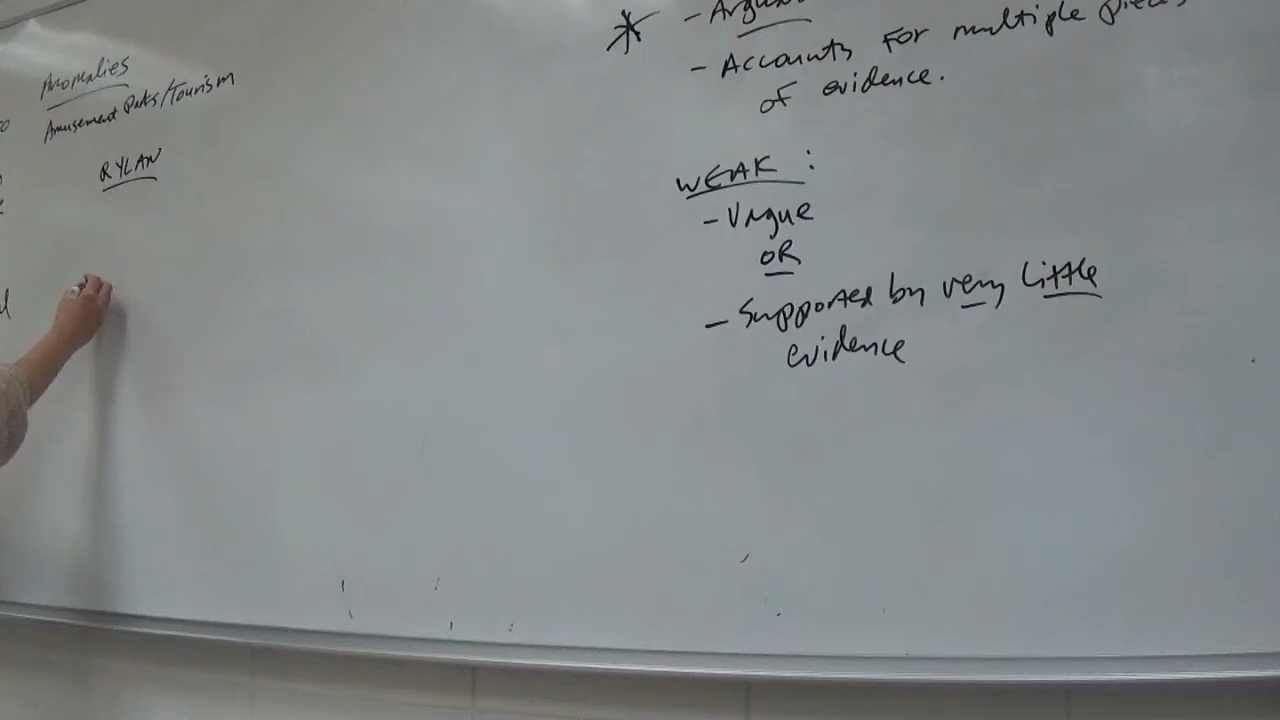 Anomalies
Amusement Parks/Tourism
RYLAN
-
- Accounts for multiple
of evidence.
WEAK :
- Vague
OR
- Supported by very little
evidence